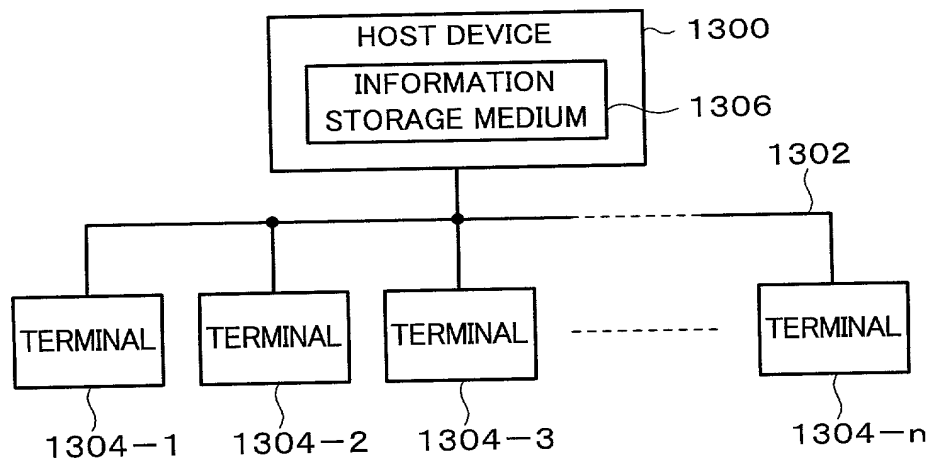 HOST DEVICE
1300
INFORMATION
STORAGE MEDIUM
1306
1302
TERMINAL
TERMINAL
TERMINAL
TERMINAL
1304-1
1304-2
1304-3
1304-n